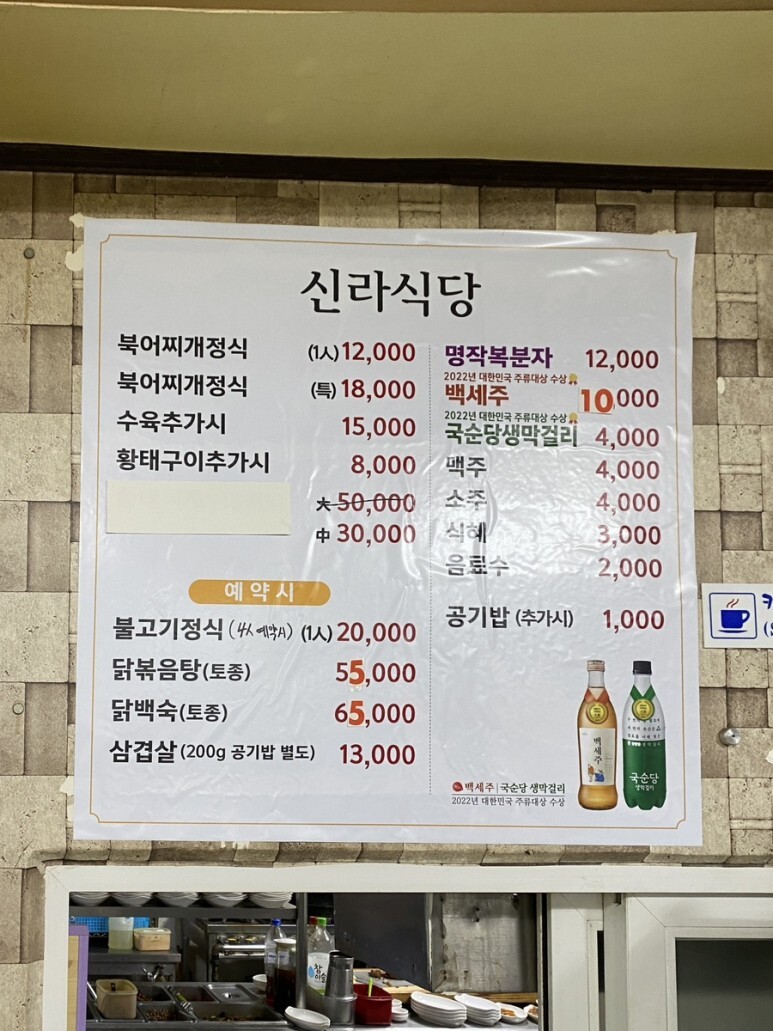 신라식당
북어찌개정식 (1人) 12,000
북어찌개정식 (특) 18,000
수육추가시 15,000
황태구이추가시 8,000
大 50,000
中 30,000
예약시
불고기정식 (4人 예약시) (1人) 20,000
닭볶음탕(토종) 55,000
닭백숙(토종) 65,000
삼겹살 (200g 공기밥 별도) 13,000
명작복분자 12,000
2022년 대한민국 주류대상 수상
백세주 10,000
2022년 대한민국 주류대상 수상
국순당생막걸리 4,000
맥주 4,000
소주 4,000
식혜 3,000
음료수 2,000
공기밥 (추가시) 1,000
백세주
국순당
생막걸리
백세주 | 국순당 생막걸리
2022년 대한민국 주류대상 수상
참이슬